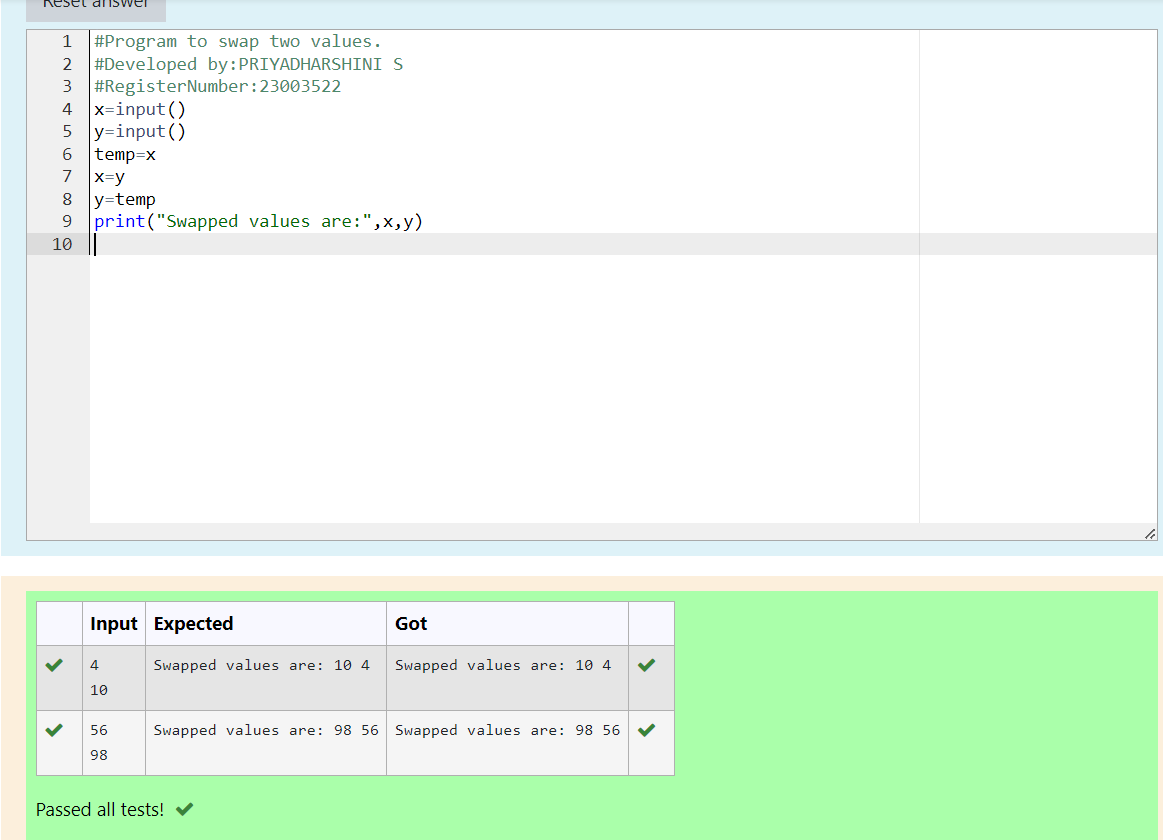 Reset answer
1 #Program to swap two values.
2 #Developed by:PRIYADHARSHINI S
3 #RegisterNumber:23003522
4 x=input()
5 y=input()
6 temp=x
7 x=y
8 y=temp
9 print("Swapped values are:",x,y)
10
Input Expected Got
4 Swapped values are: 10 4 Swapped values are: 10 4
10
56 Swapped values are: 98 56 Swapped values are: 98 56
98
Passed all tests!